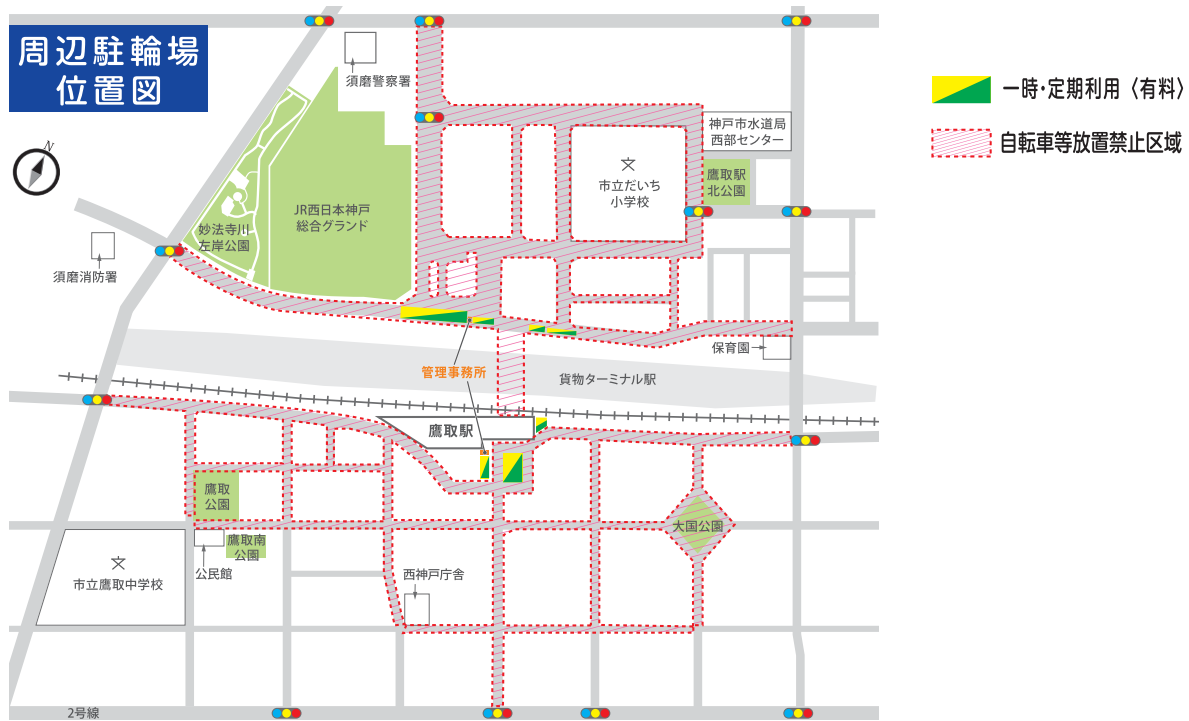 周辺駐輪場
位置図
N
須磨警察署
神戸市水道局
西部センター
一時・定期利用〈有料〉
自転車等放置禁止区域
文
市立だいち
小学校
鷹取駅
北公園
JR西日本神戸
総合グランド
妙法寺川
左岸公園
須磨消防署
保育園
管理事務所
貨物ターミナル駅
鷹取駅
鷹取
公園
大国公園
鷹取南
公園
文
市立鷹取中学校
公民館
西神戸庁舎
2号線